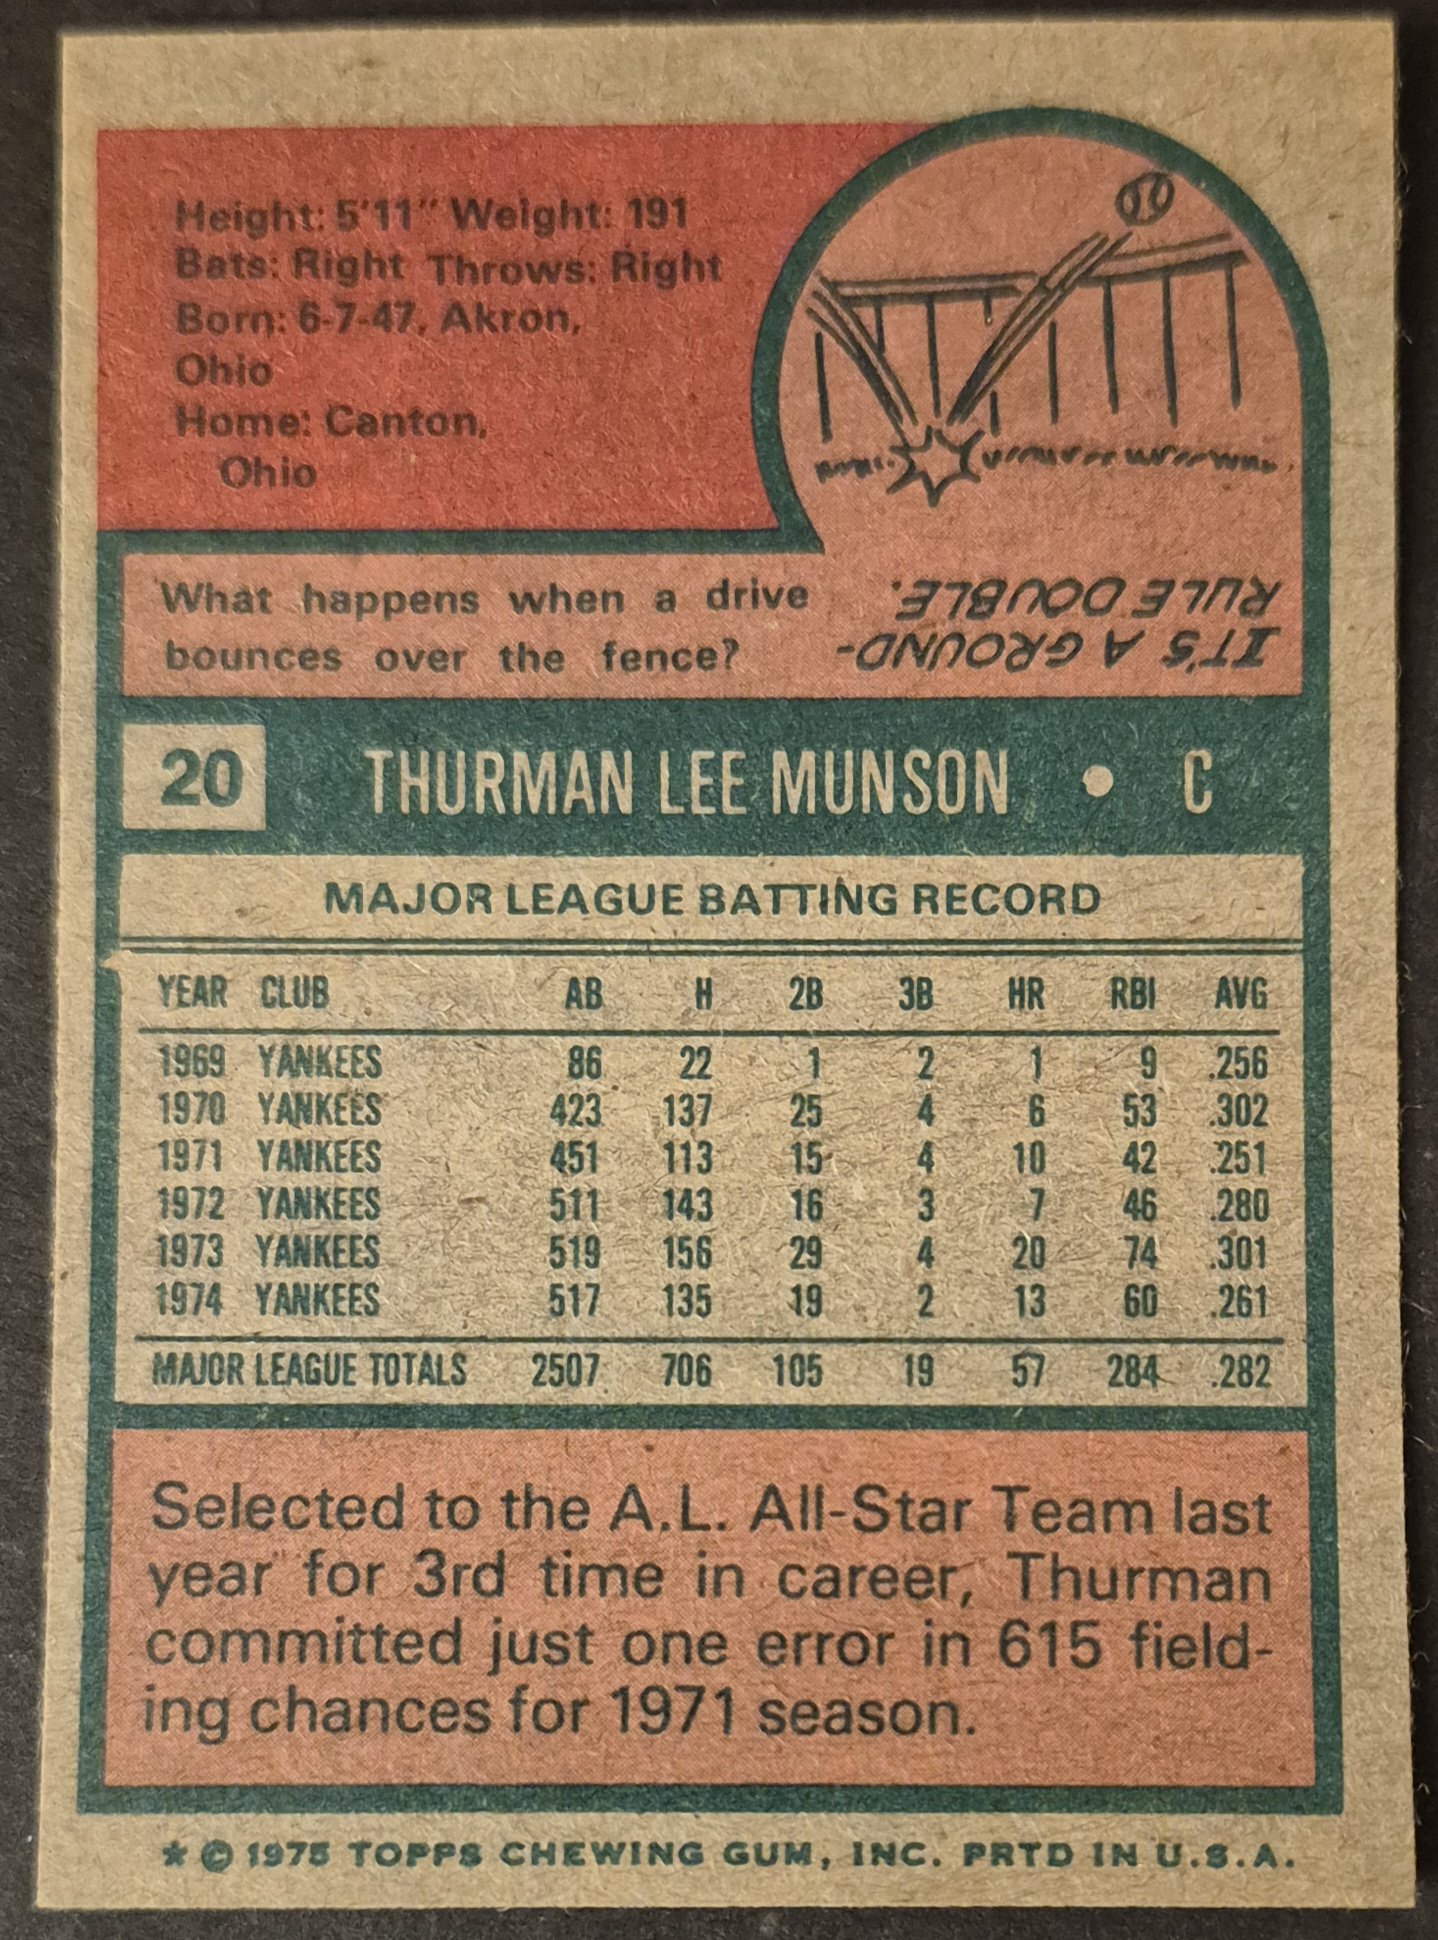 Height: 5'11" Weight: 191
Bats: Right Throws: Right
Born: 6-7-47, Akron,
Ohio
Home: Canton,
Ohio
What happens when a drive
bounces over the fence?
IT'S A GROUND-
RULE DOUBLE.
20 THURMAN LEE MUNSON • C
MAJOR LEAGUE BATTING RECORD
YEAR CLUB AB H 2B 3B HR RBI AVG
1969 YANKEES 86 22 1 2 1 9 .256
1970 YANKEES 423 137 25 4 6 53 .302
1971 YANKEES 451 113 15 4 10 42 .251
1972 YANKEES 511 143 16 3 7 46 .280
1973 YANKEES 519 156 29 4 20 74 .301
1974 YANKEES 517 135 19 2 13 60 .261
MAJOR LEAGUE TOTALS 2507 706 105 19 57 284 .282
Selected to the A.L. All-Star Team last
year for 3rd time in career, Thurman
committed just one error in 615 field-
ing chances for 1971 season.
* © 1975 TOPPS CHEWING GUM, INC. PRTD IN U.S.A.